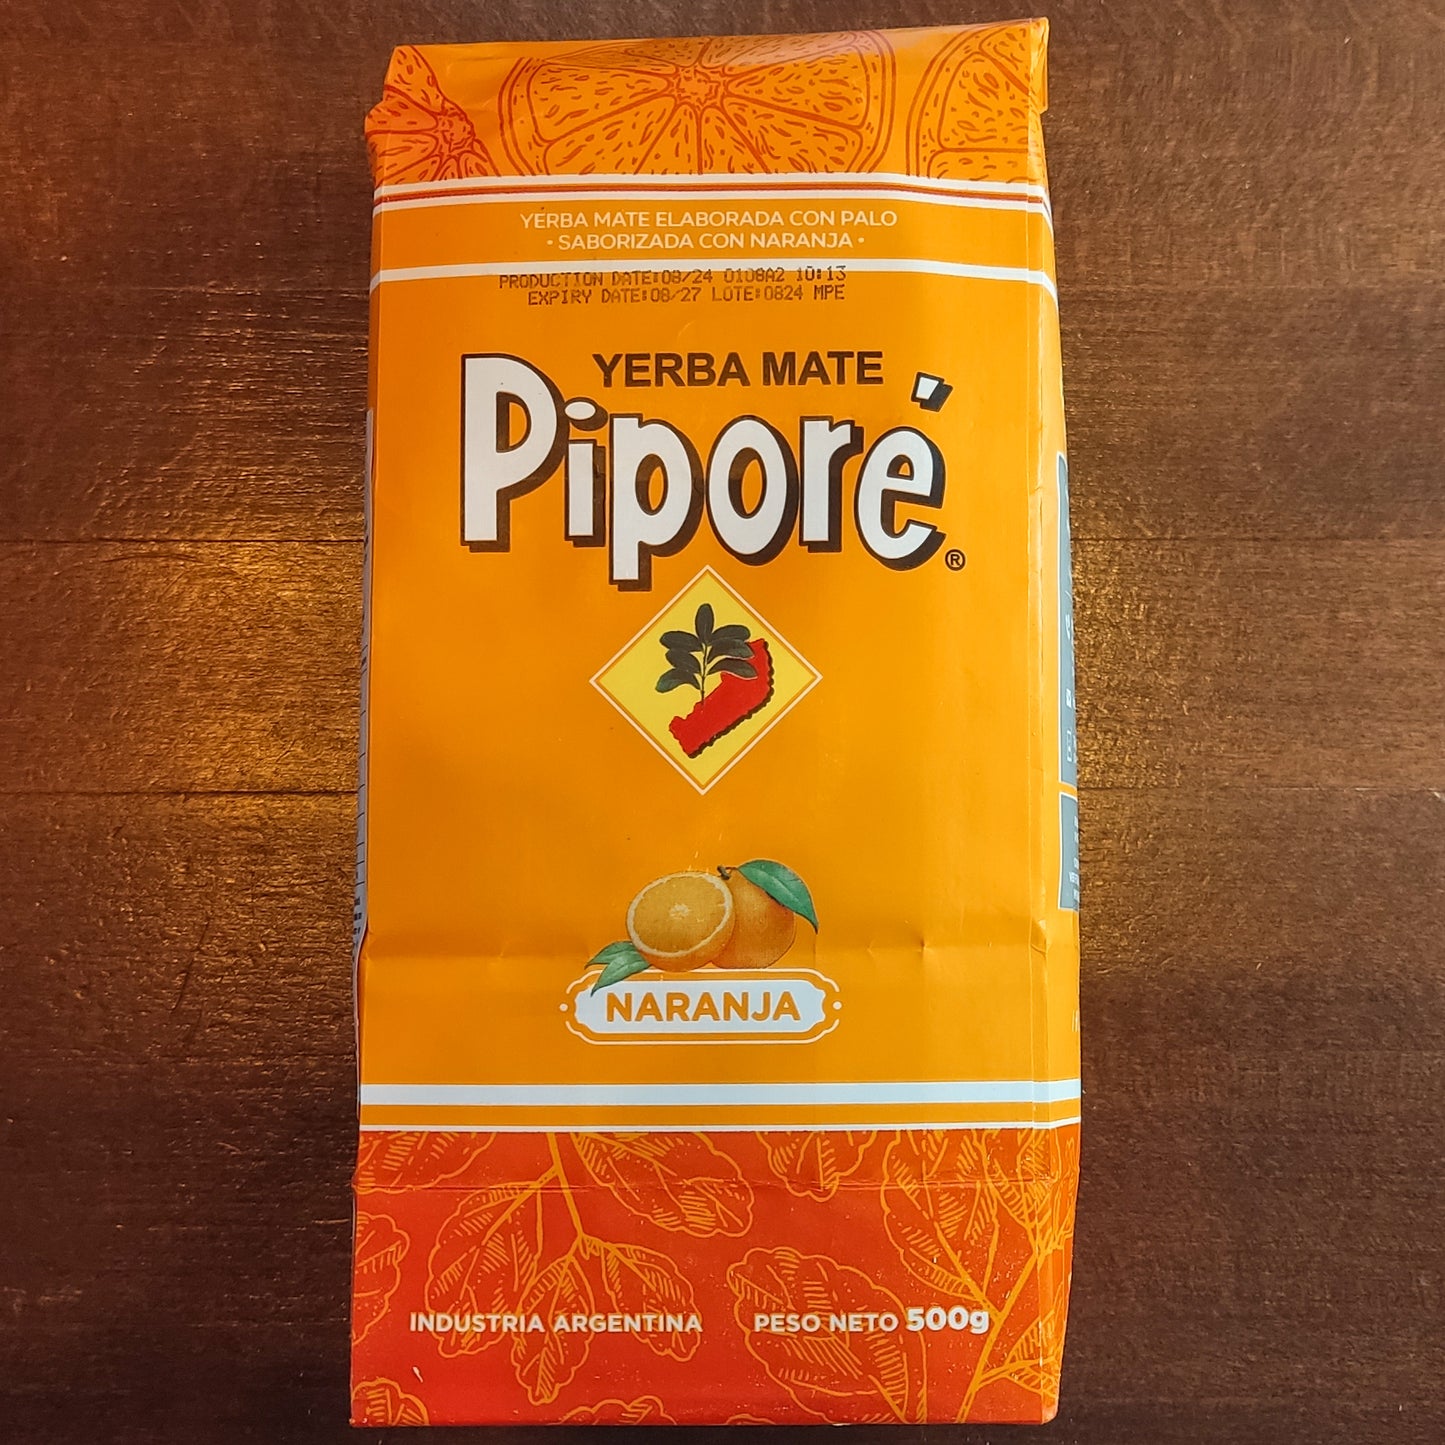 YERBA MATE ELABORADA CON PALO
• SABORIZADA CON NARANJA •
PRODUCTION DATE:08/24 0108A2 10:13
EXPIRY DATE:08/27 LOTE:0824 MPE
YERBA MATE
Piporé
®
NARANJA
INDUSTRIA ARGENTINA PESO NETO 500g